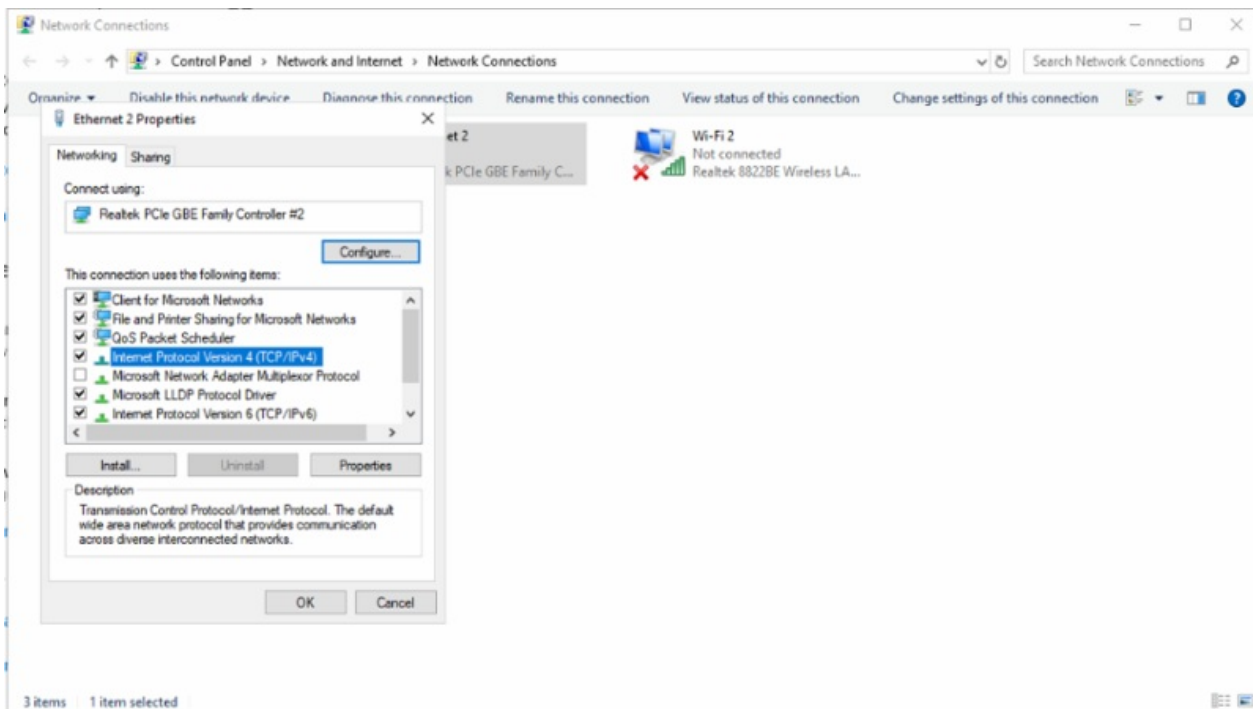 Network Connections
Control Panel > Network and Internet > Network Connections
Search Network Connections
Organize
Disable this network device
Diagnose this connection
Rename this connection
View status of this connection
Change settings of this connection
Ethernet 2 Properties
Networking
Sharing
Connect using:
Realtek PCIe GBE Family Controller #2
Configure...
This connection uses the following items:
Client for Microsoft Networks
File and Printer Sharing for Microsoft Networks
QoS Packet Scheduler
Internet Protocol Version 4 (TCP/IPv4)
Microsoft Network Adapter Multiplexor Protocol
Microsoft LLDP Protocol Driver
Internet Protocol Version 6 (TCP/IPv6)
Install...
Uninstall
Properties
Description
Transmission Control Protocol/Internet Protocol. The default
wide area network protocol that provides communication
across diverse interconnected networks.
OK
Cancel
et 2
k PCIe GBE Family C...
Wi-Fi 2
Not connected
Realtek 8822BE Wireless LA...
3 items
1 item selected